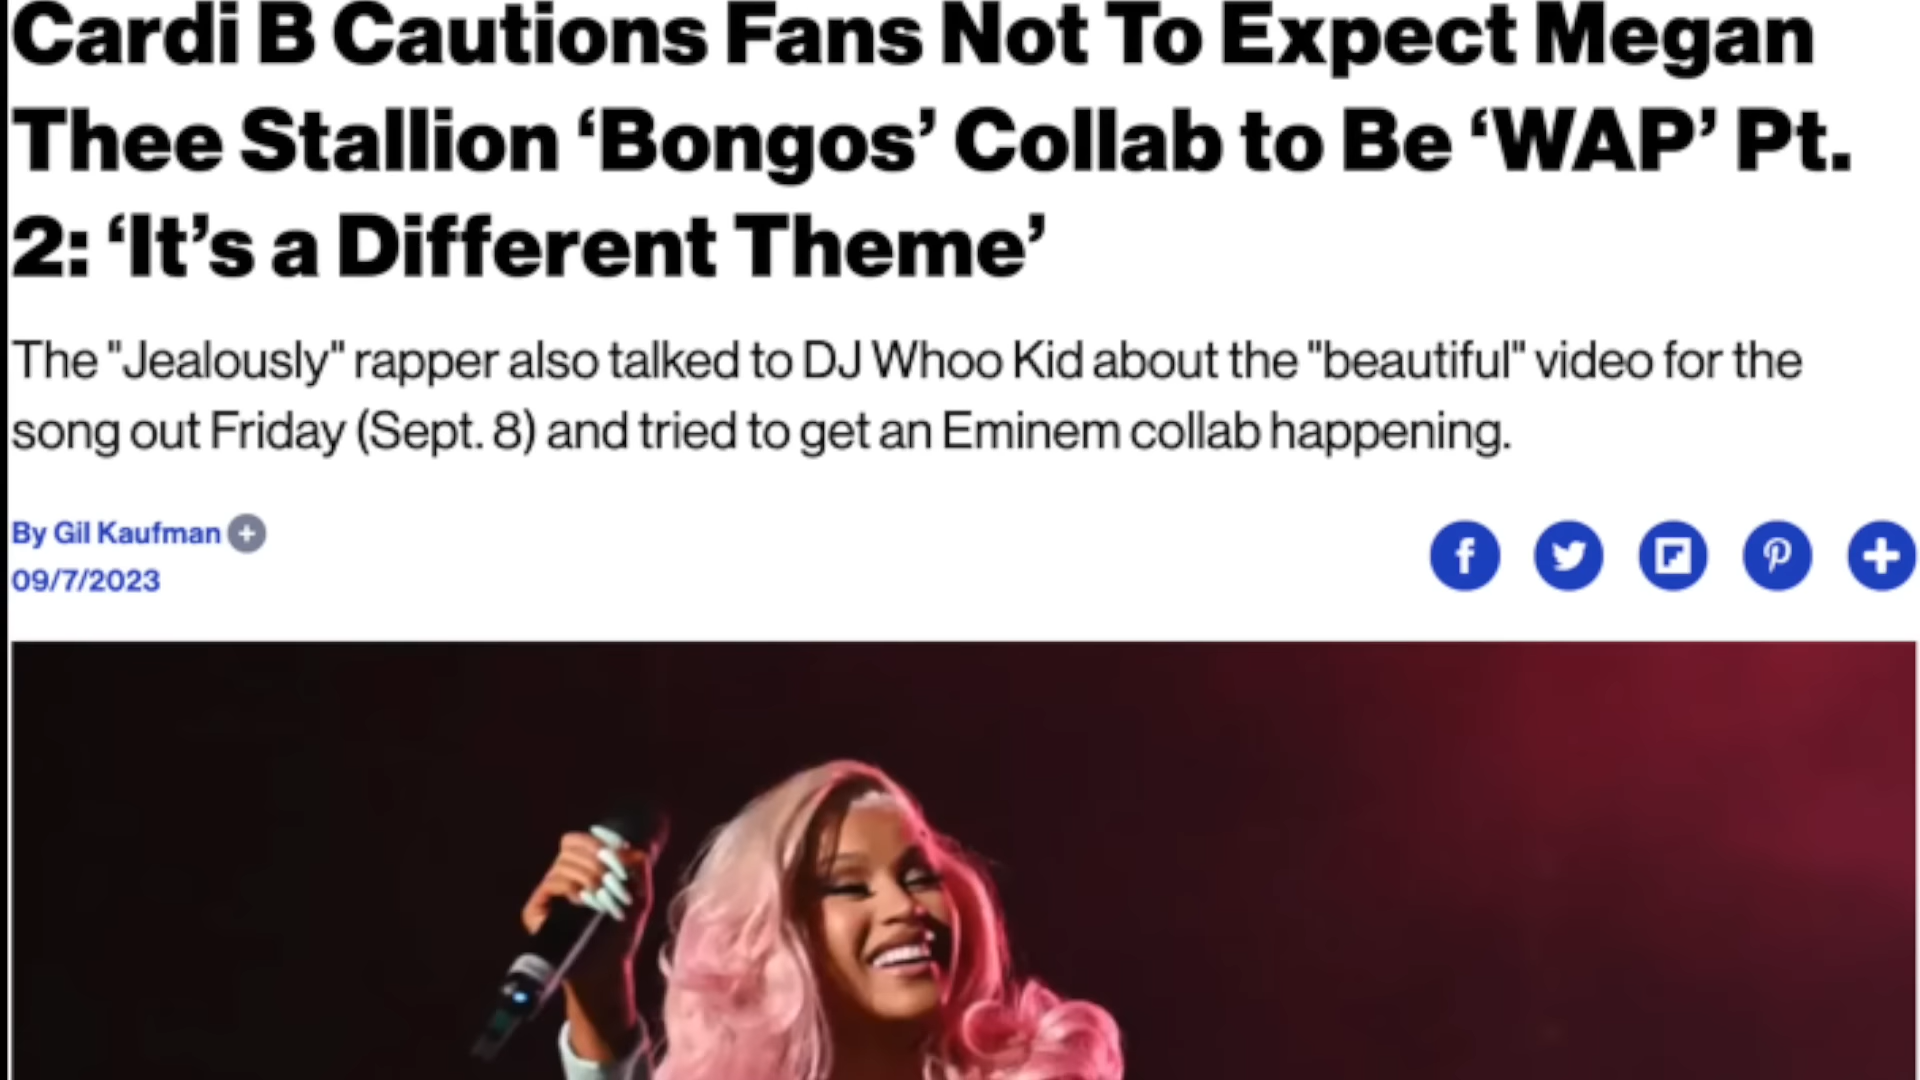 Cardi B Cautions Fans Not To Expect Megan
Thee Stallion ‘Bongos’ Collab to Be ‘WAP’ Pt.
2: ‘It’s a Different Theme’
The "Jealously" rapper also talked to DJ Whoo Kid about the "beautiful" video for the
song out Friday (Sept. 8) and tried to get an Eminem collab happening.
By Gil Kaufman
09/7/2023